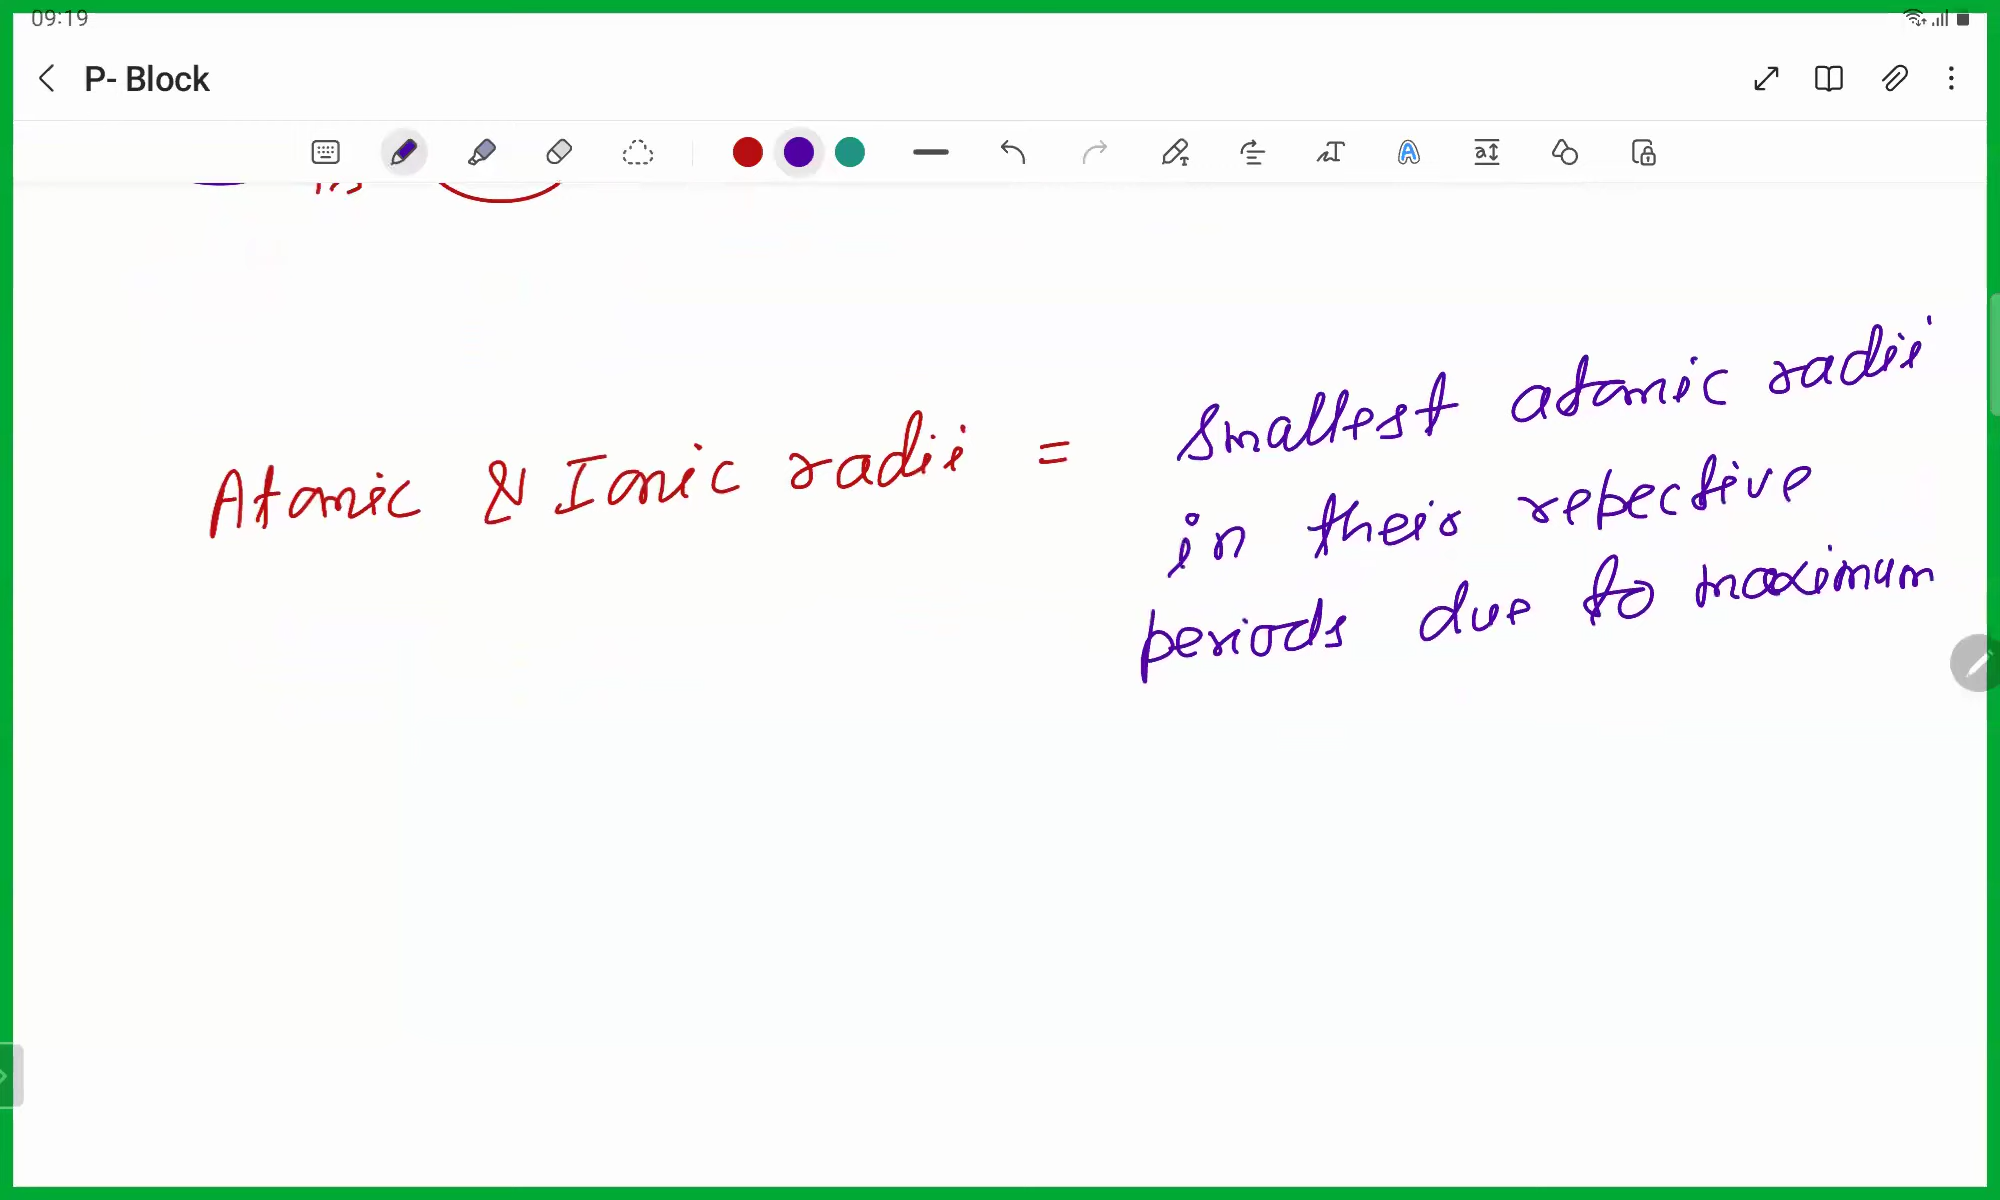 09:19
P- Block
Atomic & Ionic radii = Smallest atomic radii
in their repective
periods due to maximum